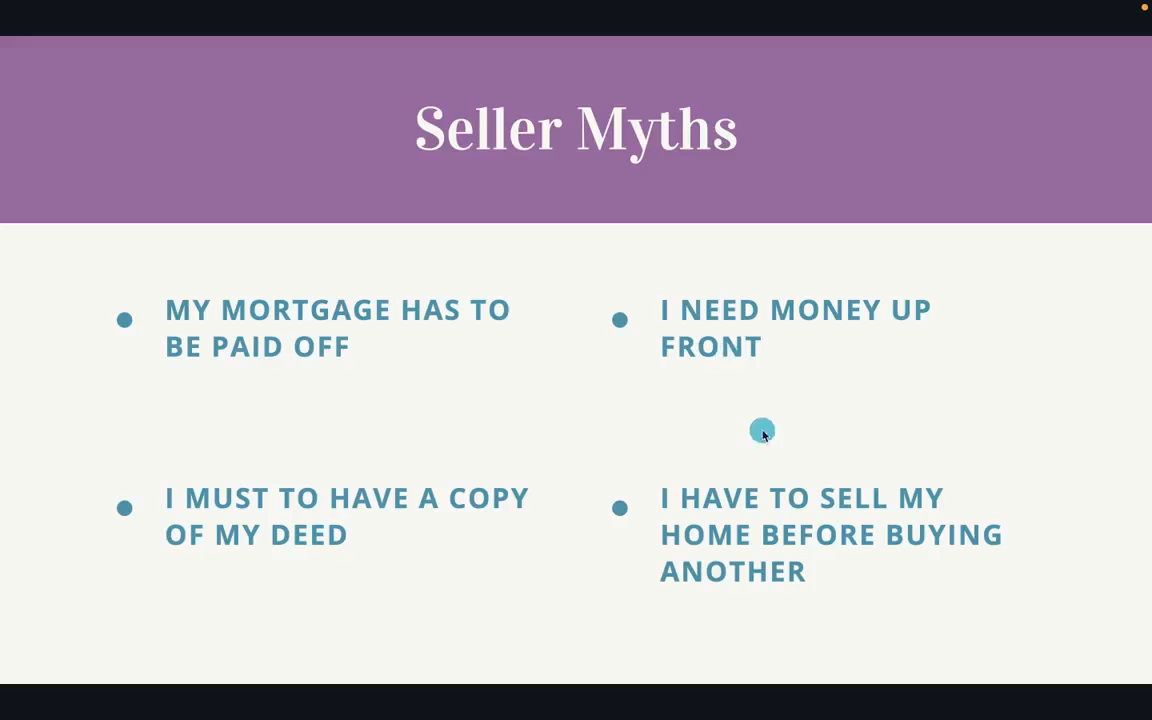 Seller Myths
MY MORTGAGE HAS TO
BE PAID OFF
I NEED MONEY UP
FRONT
I MUST TO HAVE A COPY
OF MY DEED
I HAVE TO SELL MY
HOME BEFORE BUYING
ANOTHER